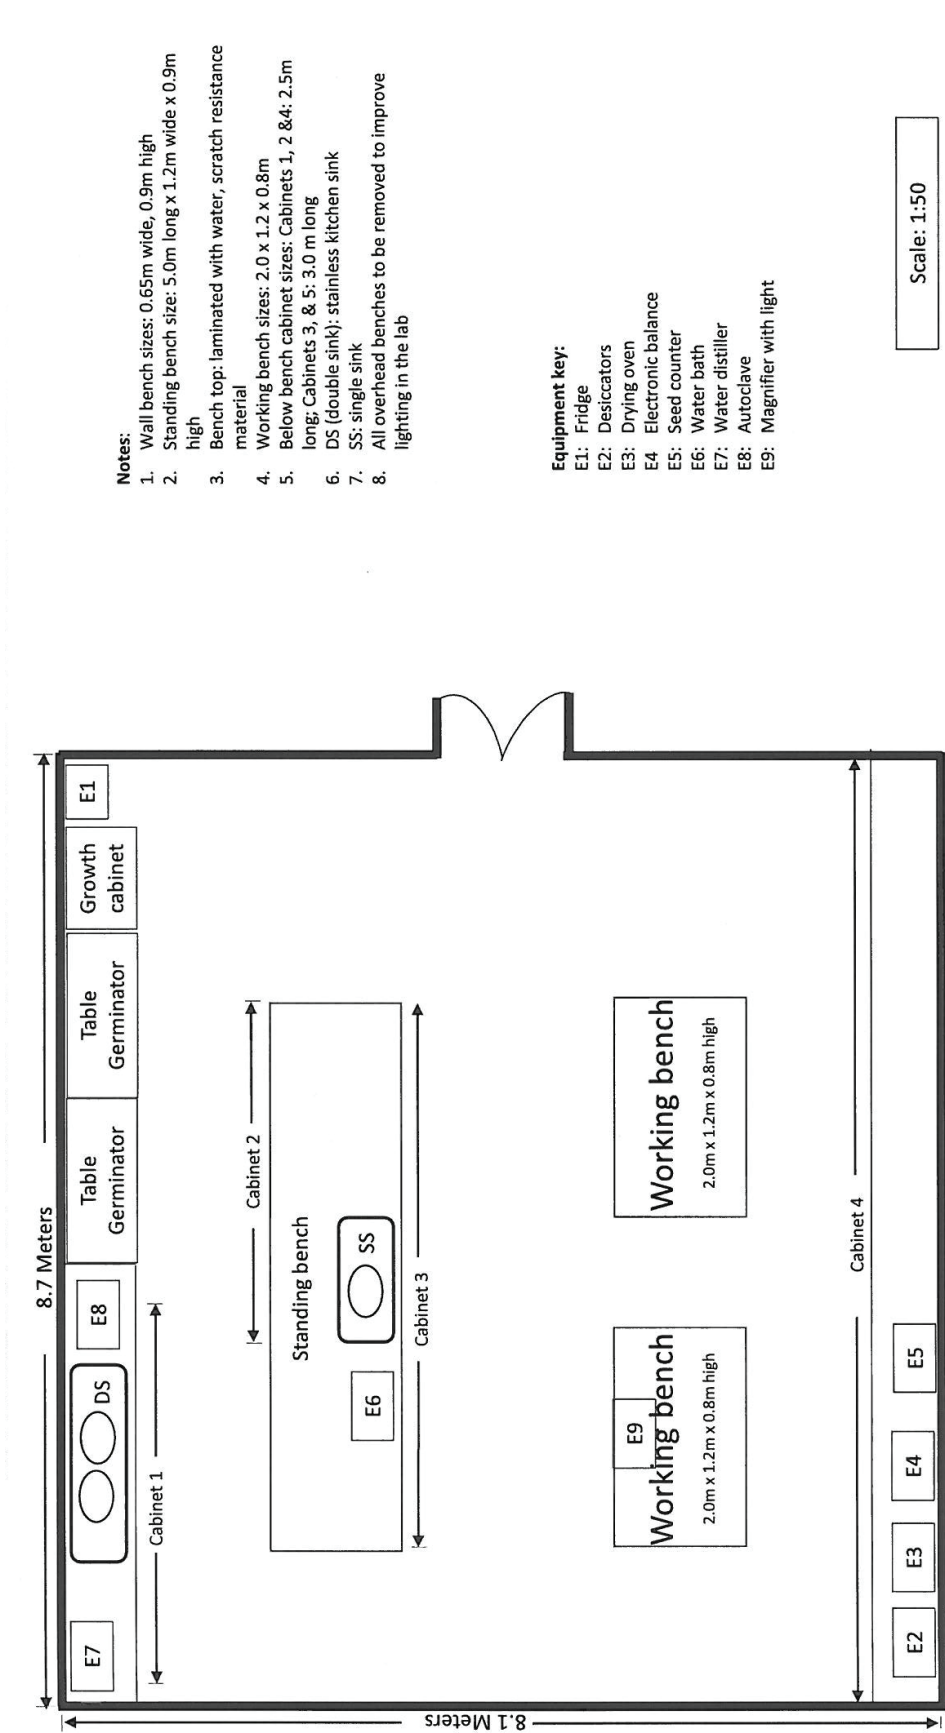 8.7 Meters
8.1 Meters
E7
DS
E8
Table
Germinator
Table
Germinator
Growth
cabinet
E1
Cabinet 1
Cabinet 2
Standing bench
E6
SS
Cabinet 3
E9
Working bench
2.0m x 1.2m x 0.8m high
Working bench
2.0m x 1.2m x 0.8m high
Cabinet 4
E2
E3
E4
E5
Notes:
1. Wall bench sizes: 0.65m wide, 0.9m high
2. Standing bench size: 5.0m long x 1.2m wide x 0.9m
high
3. Bench top: laminated with water, scratch resistance
material
4. Working bench sizes: 2.0 x 1.2 x 0.8m
5. Below bench cabinet sizes: Cabinets 1, 2 &4: 2.5m
long; Cabinets 3, & 5: 3.0 m long
6. DS (double sink): stainless kitchen sink
7. SS: single sink
8. All overhead benches to be removed to improve
lighting in the lab
Equipment key:
E1: Fridge
E2: Desiccators
E3: Drying oven
E4 Electronic balance
E5: Seed counter
E6: Water bath
E7: Water distiller
E8: Autoclave
E9: Magnifier with light
Scale: 1:50